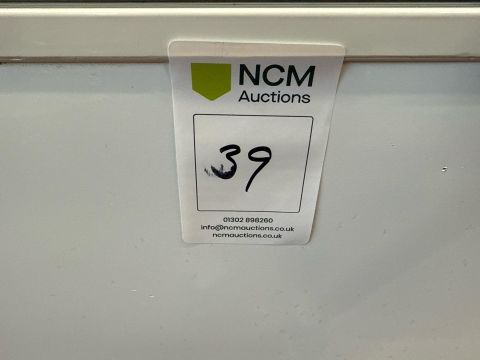 NCM
Auctions
39
01302 898260
info@ncmauctions.co.uk
ncmauctions.co.uk